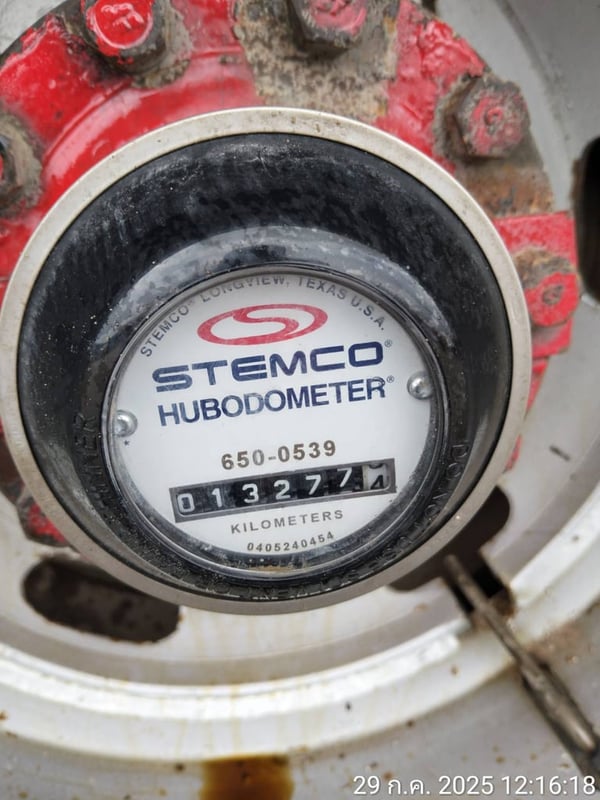 STEMCO® LONGVIEW, TEXAS U.S.A.
STEMCO®
HUBODOMETER®
650-0539
013277
KILOMETERS
0405240454
29 ก.ค. 2025 12:16:18